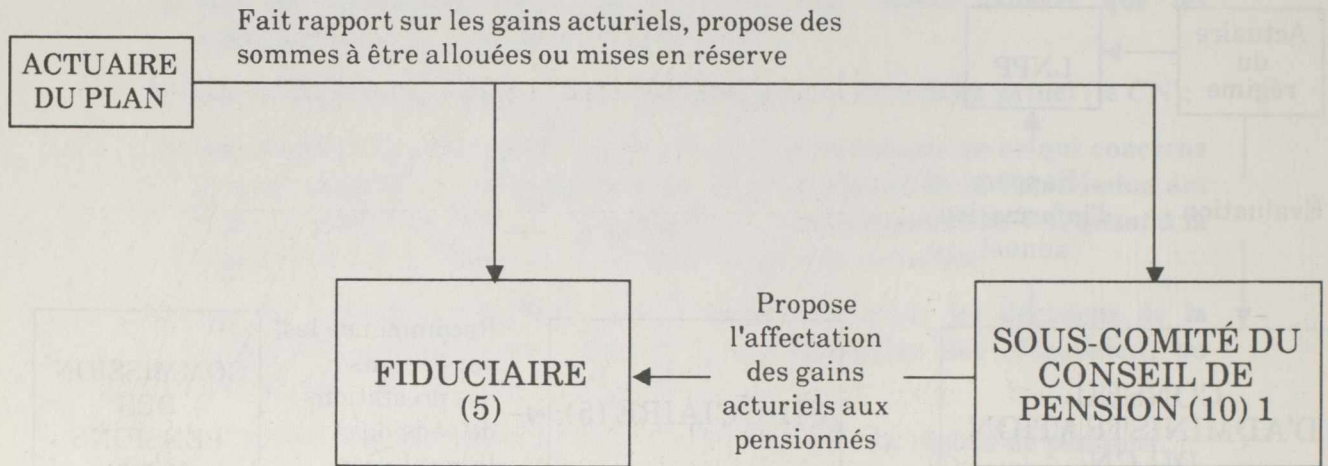 Fait rapport sur les gains acturiels, propose des
sommes à être allouées ou mises en réserve
ACTUAIRE
DU PLAN
FIDUCIAIRE
(5)
Propose
l'affectation
des gains
acturiels aux
pensionnés
SOUS-COMITÉ DU
CONSEIL DE
PENSION (10) 1